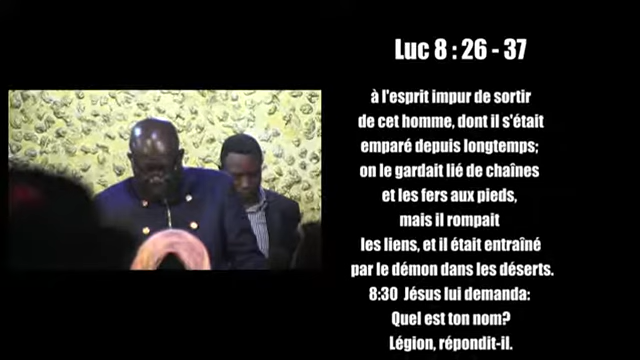 Luc 8 : 26 - 37
à l'esprit impur de sortir
de cet homme, dont il s'était
emparé depuis longtemps;
on le gardait lié de chaînes
et les fers aux pieds,
mais il rompait
les liens, et il était entraîné
par le démon dans les déserts.
8:30 Jésus lui demanda:
Quel est ton nom?
Légion, répondit-il.